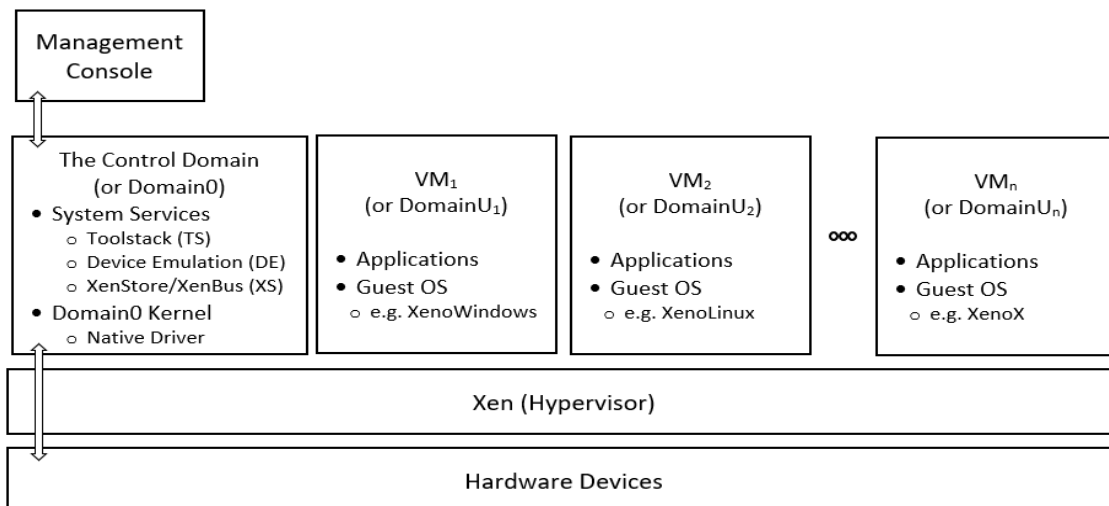 Management
Console
The Control Domain
(or Domain0)
• System Services
o Toolstack (TS)
o Device Emulation (DE)
o XenStore/XenBus (XS)
• Domain0 Kernel
o Native Driver
VM₁
(or DomainU₁)
• Applications
• Guest OS
o e.g. XenoWindows
VM₂
(or DomainU₂)
• Applications
• Guest OS
o e.g. XenoLinux
ooo
VMₙ
(or DomainUₙ)
• Applications
• Guest OS
o e.g. XenoX
Xen (Hypervisor)
Hardware Devices